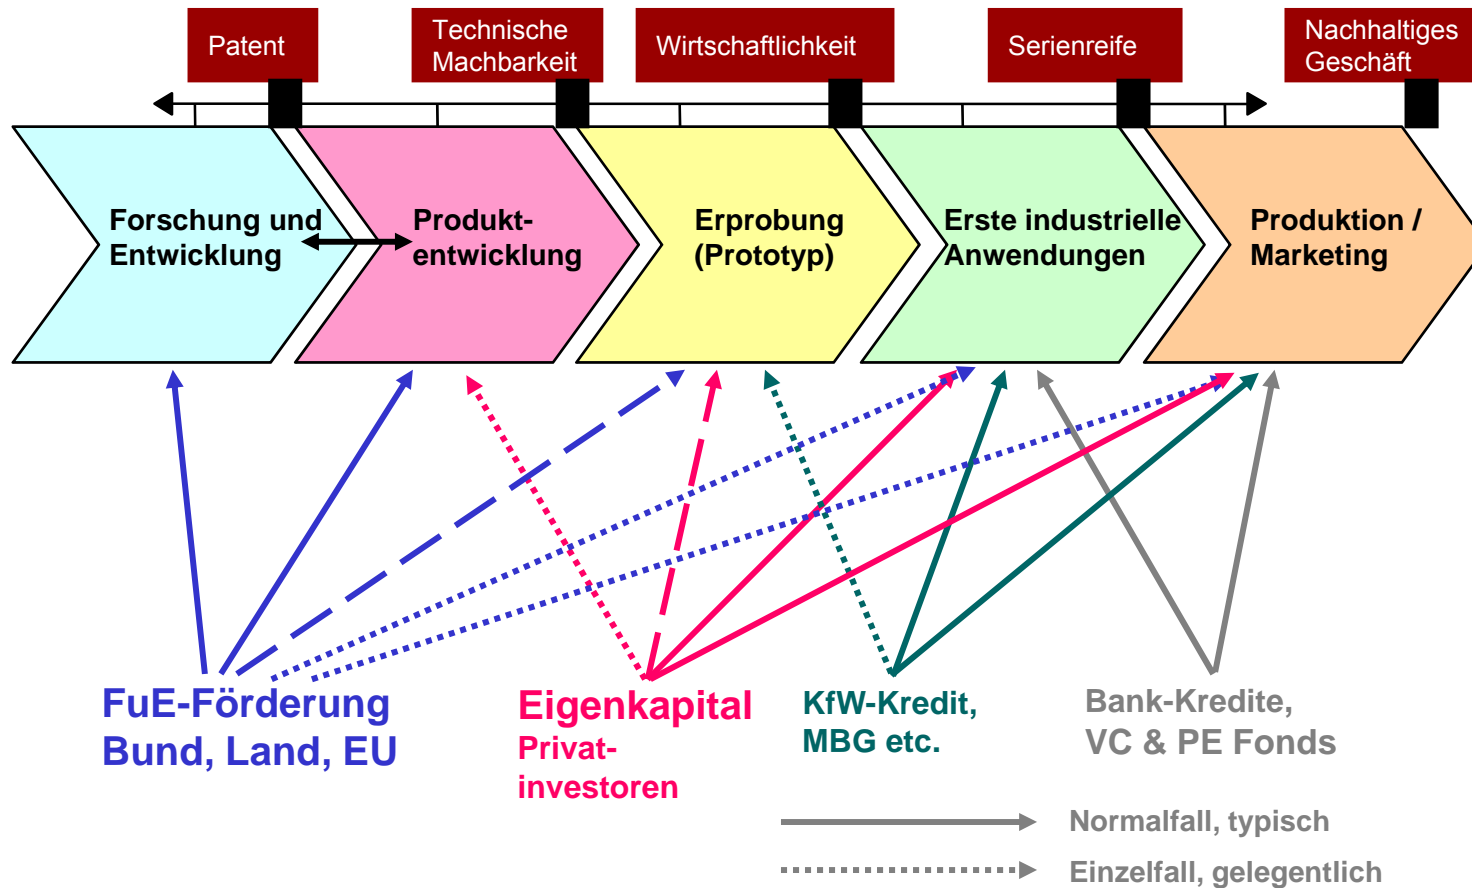 Patent
Technische
Machbarkeit
Wirtschaftlichkeit
Serienreife
Nachhaltiges
Geschäft
Forschung und
Entwicklung
Produkt-
entwicklung
Erprobung
(Prototyp)
Erste industrielle
Anwendungen
Produktion /
Marketing
FuE-Förderung
Bund, Land, EU
Eigenkapital
Privat-
investoren
KfW-Kredit,
MBG etc.
Bank-Kredite,
VC & PE Fonds
Normalfall, typisch
Einzelfall, gelegentlich